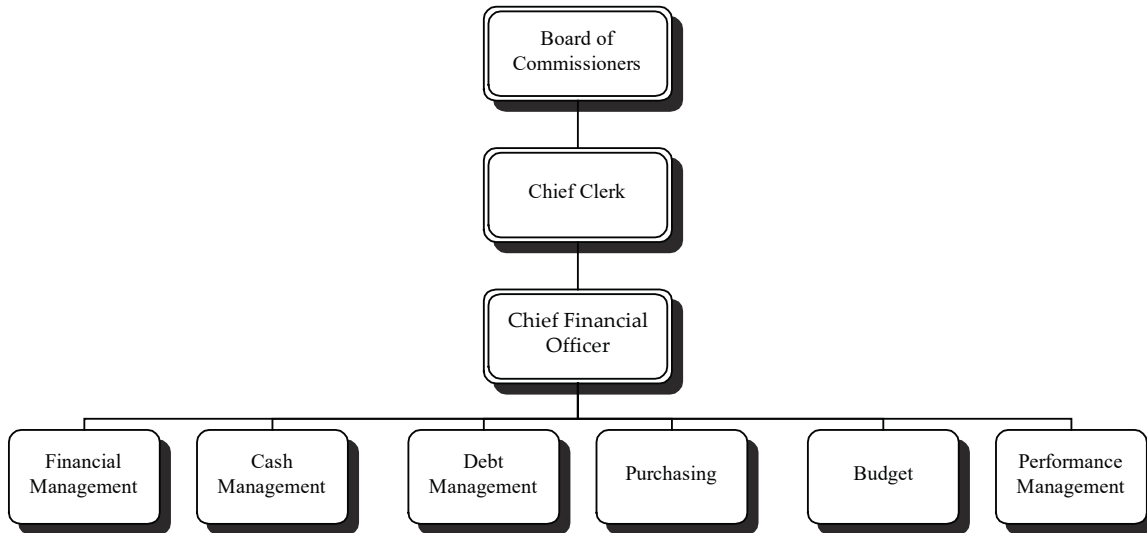 Board of
Commissioners
Chief Clerk
Chief Financial
Officer
Financial
Management
Cash
Management
Debt
Management
Purchasing
Budget
Performance
Management